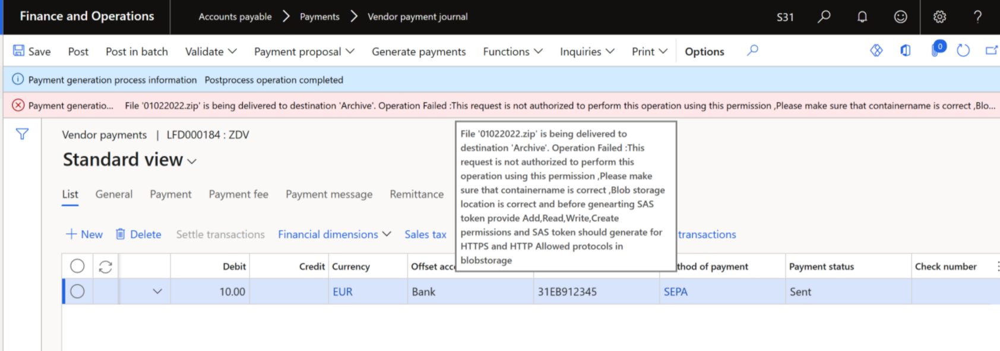 Finance and Operations
Accounts payable > Payments > Vendor payment journal
S31
?
Save Post Post in batch Validate Payment proposal Generate payments Functions Inquiries Print Options
0
Payment generation process information Postprocess operation completed
Payment generatio... File '01022022.zip' is being delivered to destination 'Archive'. Operation Failed :This request is not authorized to perform this operation using this permission ,Please make sure that containername is correct ,Blo...
Vendor payments | LFD000184 : ZDV
Standard view
List General Payment Payment fee Payment message Remittance
File '01022022.zip' is being delivered to
destination 'Archive'. Operation Failed :This
request is not authorized to perform this
operation using this permission ,Please make
sure that containername is correct ,Blob storage
location is correct and before genearting SAS
token provide Add,Read,Write,Create
permissions and SAS token should generate for
HTTPS and HTTP Allowed protocols in
blobstorage
+ New Delete Settle transactions Financial dimensions Sales tax transactions
Debit Credit Currency Offset acc thod of payment Payment status Check number
10.00 EUR Bank 31EB912345 SEPA Sent